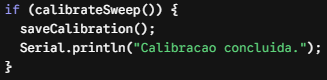 if (calibrateSweep()) {
  saveCalibration();
  Serial.println("Calibracao concluida.");
}